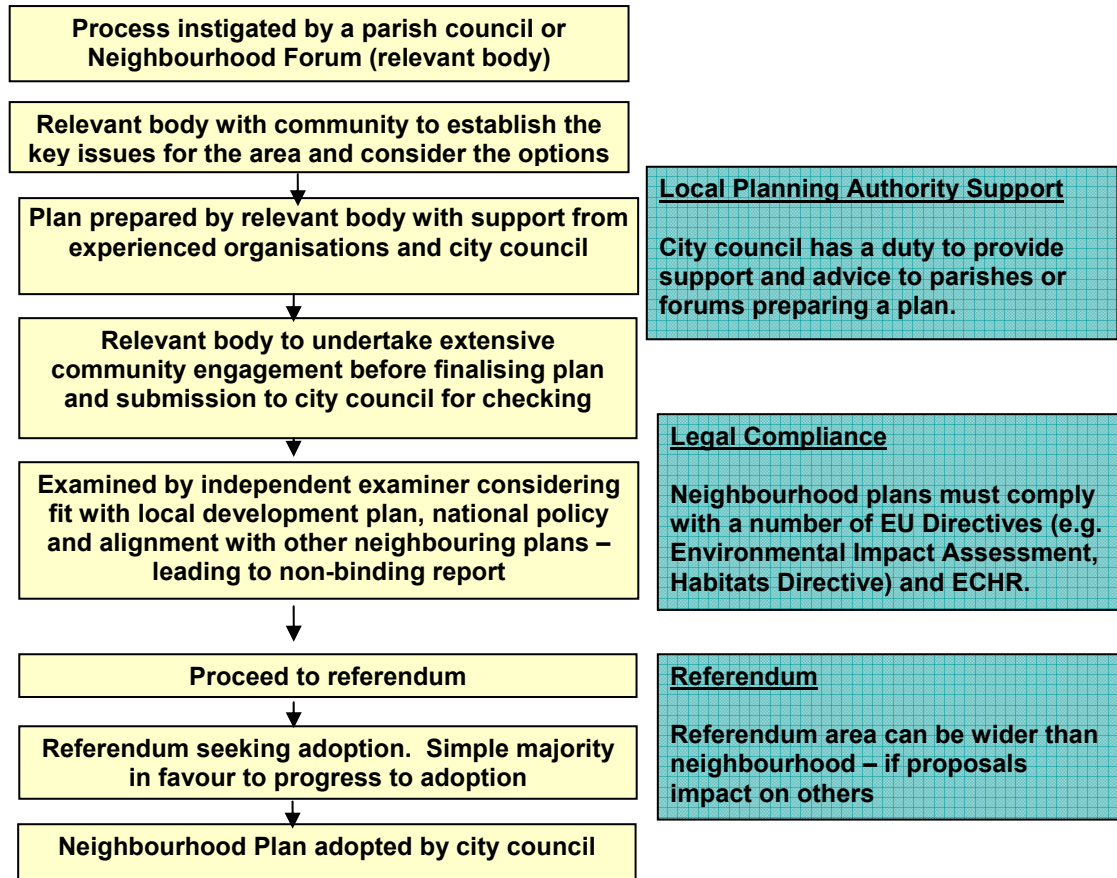 Process instigated by a parish council or
Neighbourhood Forum (relevant body)
Relevant body with community to establish the
key issues for the area and consider the options
Plan prepared by relevant body with support from
experienced organisations and city council
Relevant body to undertake extensive
community engagement before finalising plan
and submission to city council for checking
Examined by independent examiner considering
fit with local development plan, national policy
and alignment with other neighbouring plans –
leading to non-binding report
Proceed to referendum
Referendum seeking adoption.  Simple majority
in favour to progress to adoption
Neighbourhood Plan adopted by city council
Local Planning Authority Support
City council has a duty to provide
support and advice to parishes or
forums preparing a plan.
Legal Compliance
Neighbourhood plans must comply
with a number of EU Directives (e.g.
Environmental Impact Assessment,
Habitats Directive) and ECHR.
Referendum
Referendum area can be wider than
neighbourhood – if proposals
impact on others